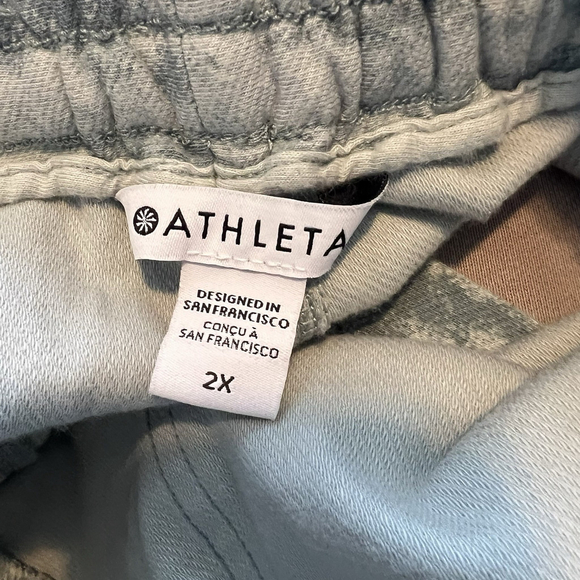 ATHLETA
DESIGNED IN
SAN FRANCISCO
CONÇU À
SAN FRANCISCO
2X